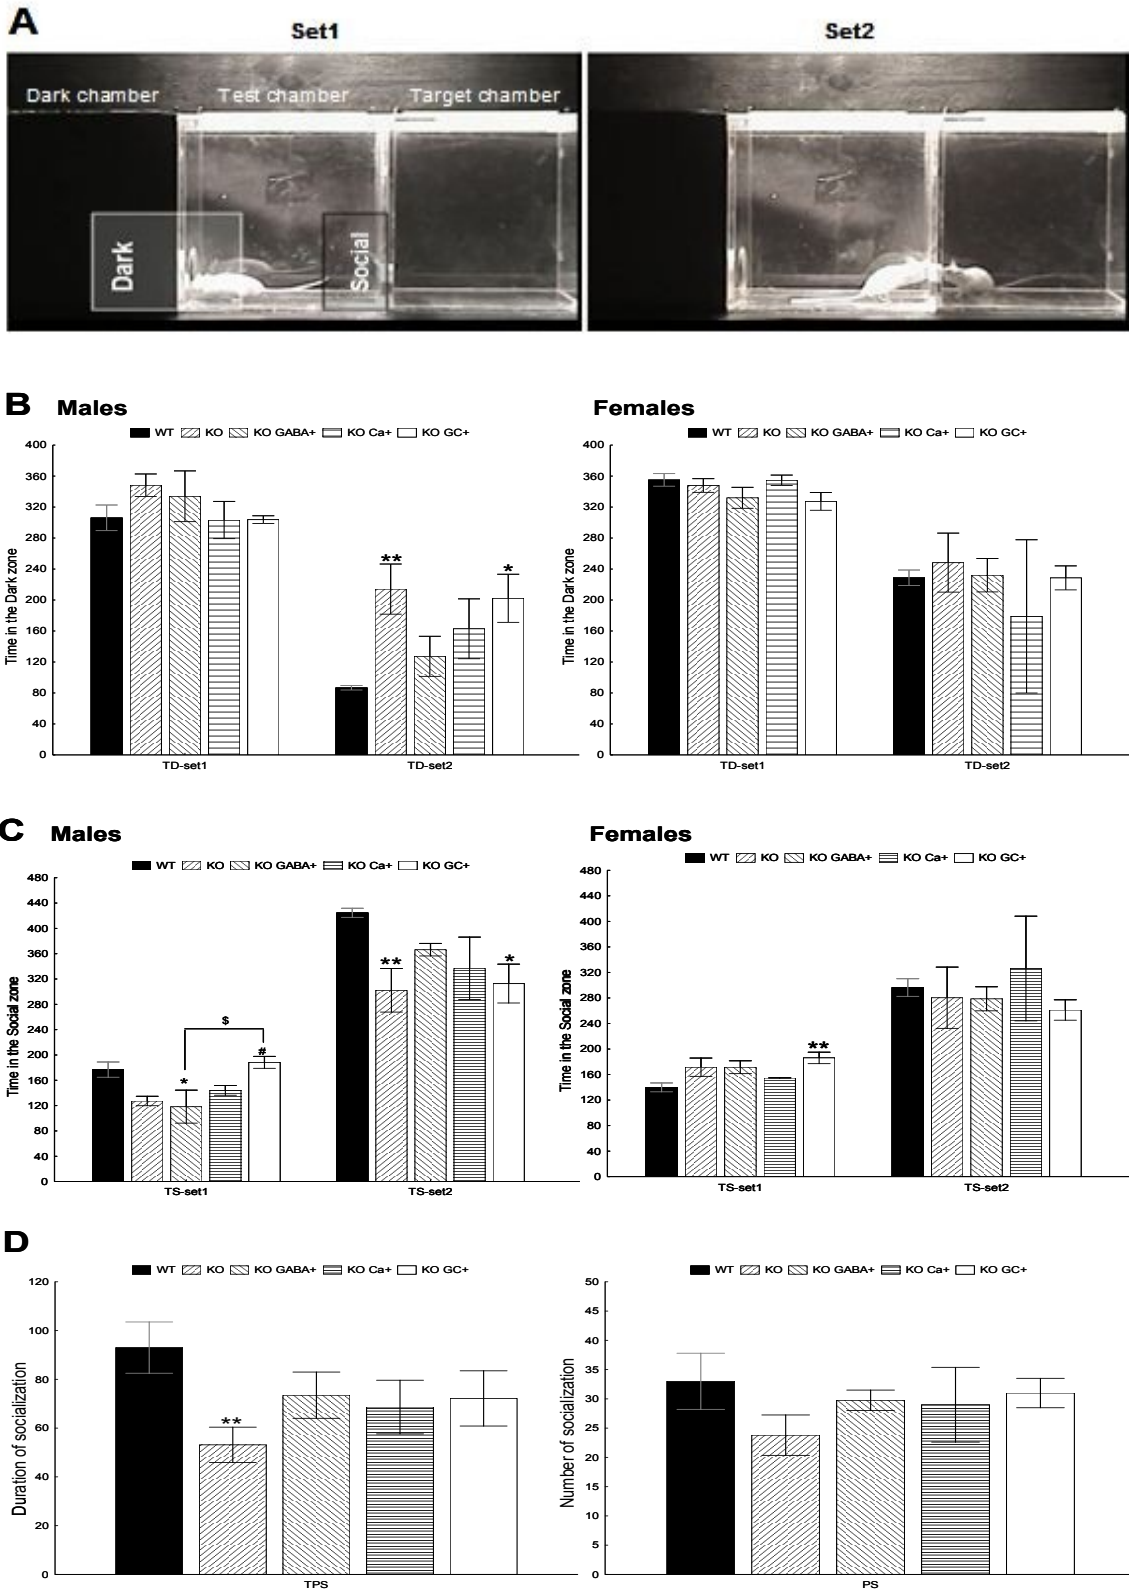 A
Set1 Set2
Dark chamber Test chamber Target chamber
Dark
Social
B Males Females
WT KO KO GABA+ KO Ca+ KO GC+
WT KO KO GABA+ KO Ca+ KO GC+
Time in the Dark zone
400
360
320
280
240
200
160
120
80
40
0
** *
TD-set1 TD-set2
Time in the Dark zone
400
360
320
280
240
200
160
120
80
40
0
TD-set1 TD-set2
C Males Females
WT KO KO GABA+ KO Ca+ KO GC+
WT KO KO GABA+ KO Ca+ KO GC+
Time in the Social zone
480
440
400
360
320
280
240
200
160
120
80
40
0
$
* # ** *
TS-set1 TS-set2
Time in the Social zone
480
440
400
360
320
280
240
200
160
120
80
40
0
**
TS-set1 TS-set2
D
WT KO KO GABA+ KO Ca+ KO GC+
WT KO KO GABA+ KO Ca+ KO GC+
Duration of socialization
120
100
80
60
40
20
0
**
TPS
Number of socialization
50
45
40
35
30
25
20
15
10
5
0
PS